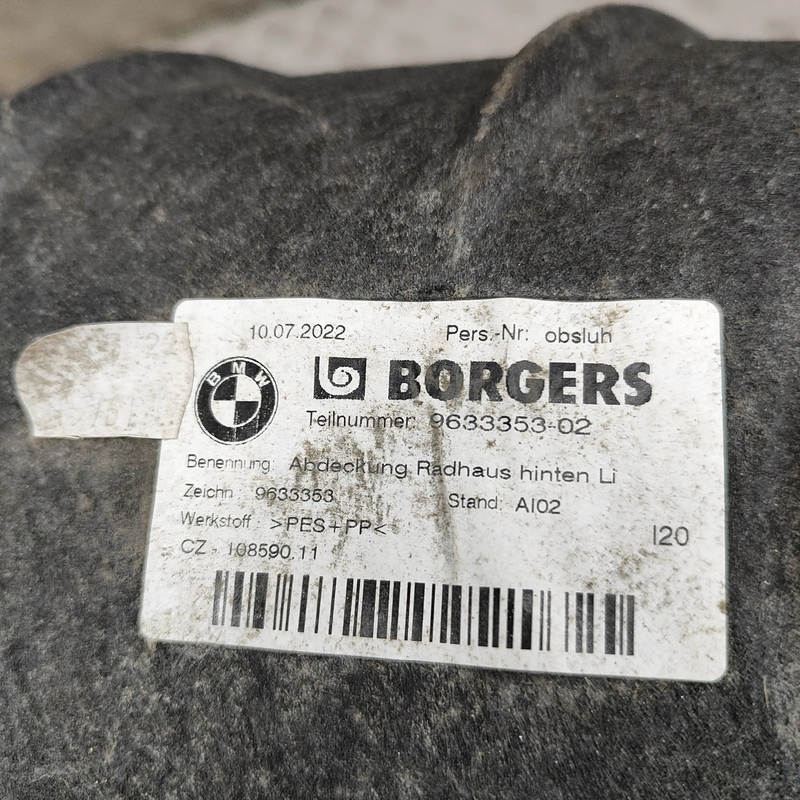 10.07.2022 Pers.-Nr: obsluh
BMW
BORGERS
Teilnummer: 9633353-02
Benennung: Abdeckung Radhaus hinten Li
Zeichn.: 9633353 Stand: AI02
Werkstoff: >PES+PP<
I20
CZ - 108590.11